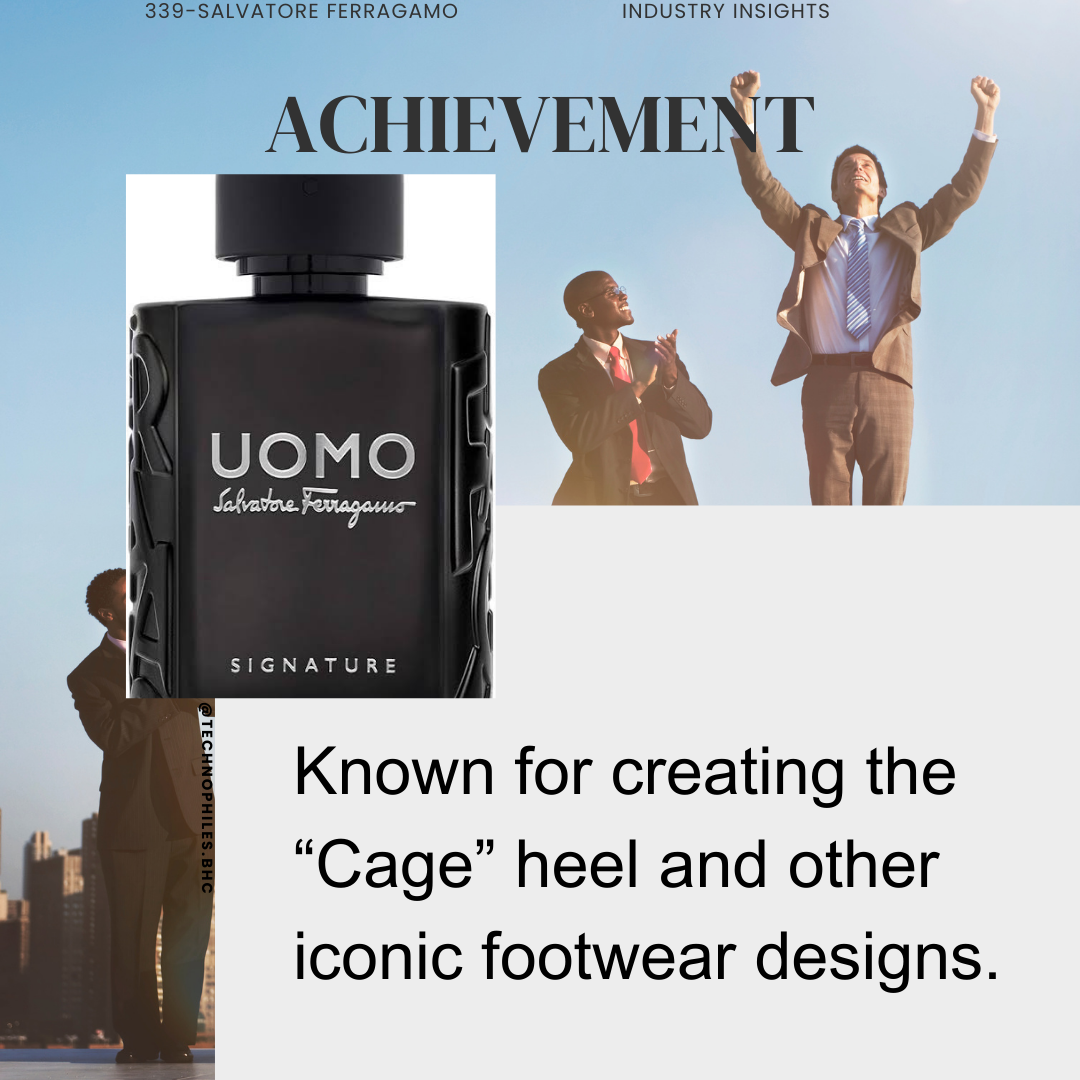 339-SALVATORE FERRAGAMO
INDUSTRY INSIGHTS
ACHIEVEMENT
UOMO
Salvatore Ferragamo
SIGNATURE
@TECHNOPHILES.BHC
Known for creating the
“Cage” heel and other
iconic footwear designs.